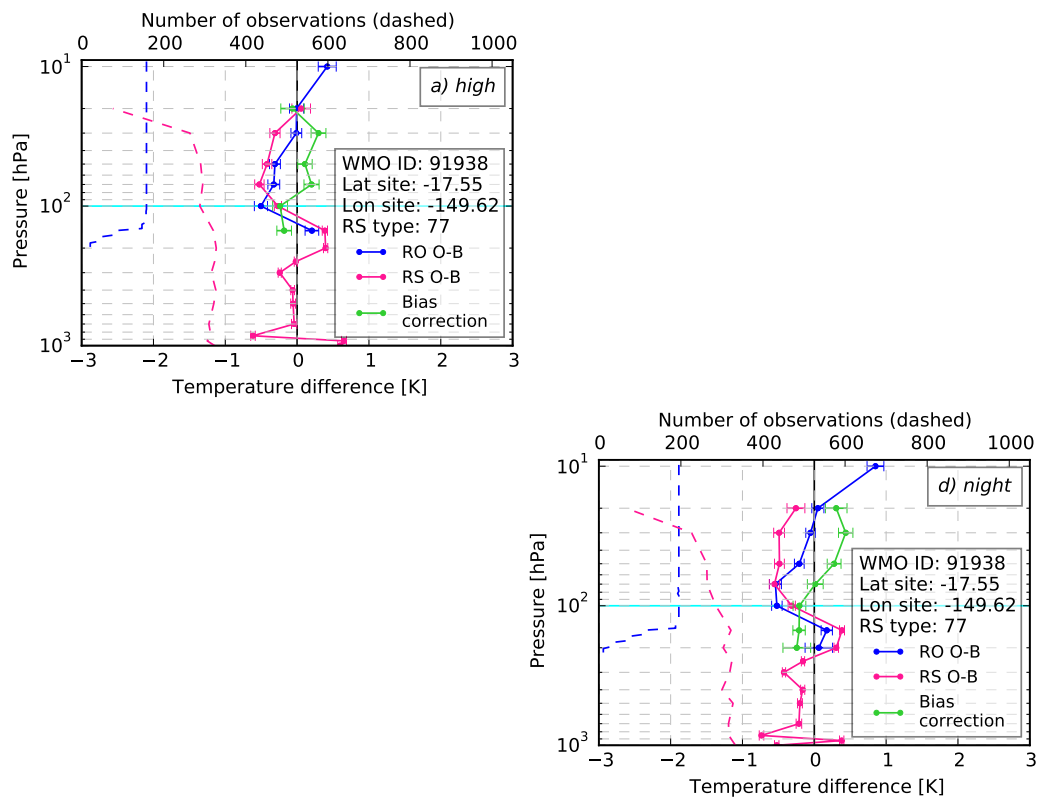 Number of observations (dashed)
0 200 400 600 800 1000
a) high
10¹
10²
10³
Pressure [hPa]
WMO ID: 91938
Lat site: -17.55
Lon site: -149.62
RS type: 77
RO O-B
RS O-B
Bias
correction
−3 −2 −1 0 1 2 3
Temperature difference [K]
Number of observations (dashed)
0 200 400 600 800 1000
d) night
10¹
10²
10³
Pressure [hPa]
WMO ID: 91938
Lat site: -17.55
Lon site: -149.62
RS type: 77
RO O-B
RS O-B
Bias
correction
−3 −2 −1 0 1 2 3
Temperature difference [K]